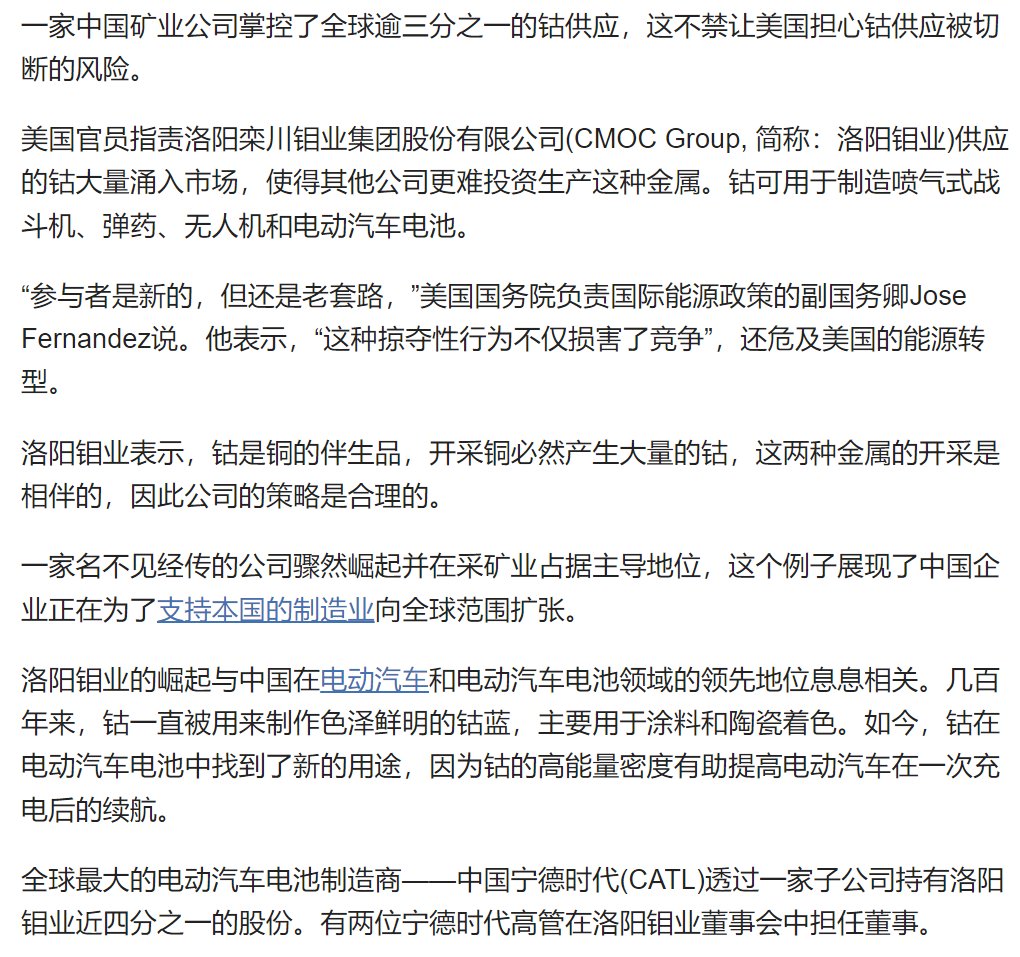 一家中国矿业公司掌控了全球逾三分之一的钴供应，这不禁让美国担心钴供应被切
断的风险。
美国官员指责洛阳栾川钼业集团股份有限公司(CMOC Group, 简称：洛阳钼业)供应
的钴大量涌入市场，使得其他公司更难投资生产这种金属。钴可用于制造喷气式战
斗机、弹药、无人机和电动汽车电池。
“参与者是新的，但还是老套路，”美国国务院负责国际能源政策的副国务卿Jose
Fernandez说。他表示，“这种掠夺性行为不仅损害了竞争”，还危及美国的能源转
型。
洛阳钼业表示，钴是铜的伴生品，开采铜必然产生大量的钴，这两种金属的开采是
相伴的，因此公司的策略是合理的。
一家名不见经传的公司骤然崛起并在采矿业占据主导地位，这个例子展现了中国企
业正在为了支持本国的制造业向全球范围扩张。
洛阳钼业的崛起与中国在电动汽车和电动汽车电池领域的领先地位息息相关。几百
年来，钴一直被用来制作色泽鲜明的钴蓝，主要用于涂料和陶瓷着色。如今，钴在
电动汽车电池中找到了新的用途，因为钴的高能量密度有助提高电动汽车在一次充
电后的续航。
全球最大的电动汽车电池制造商——中国宁德时代(CATL)透过一家子公司持有洛阳
钼业近四分之一的股份。有两位宁德时代高管在洛阳钼业董事会中担任董事。